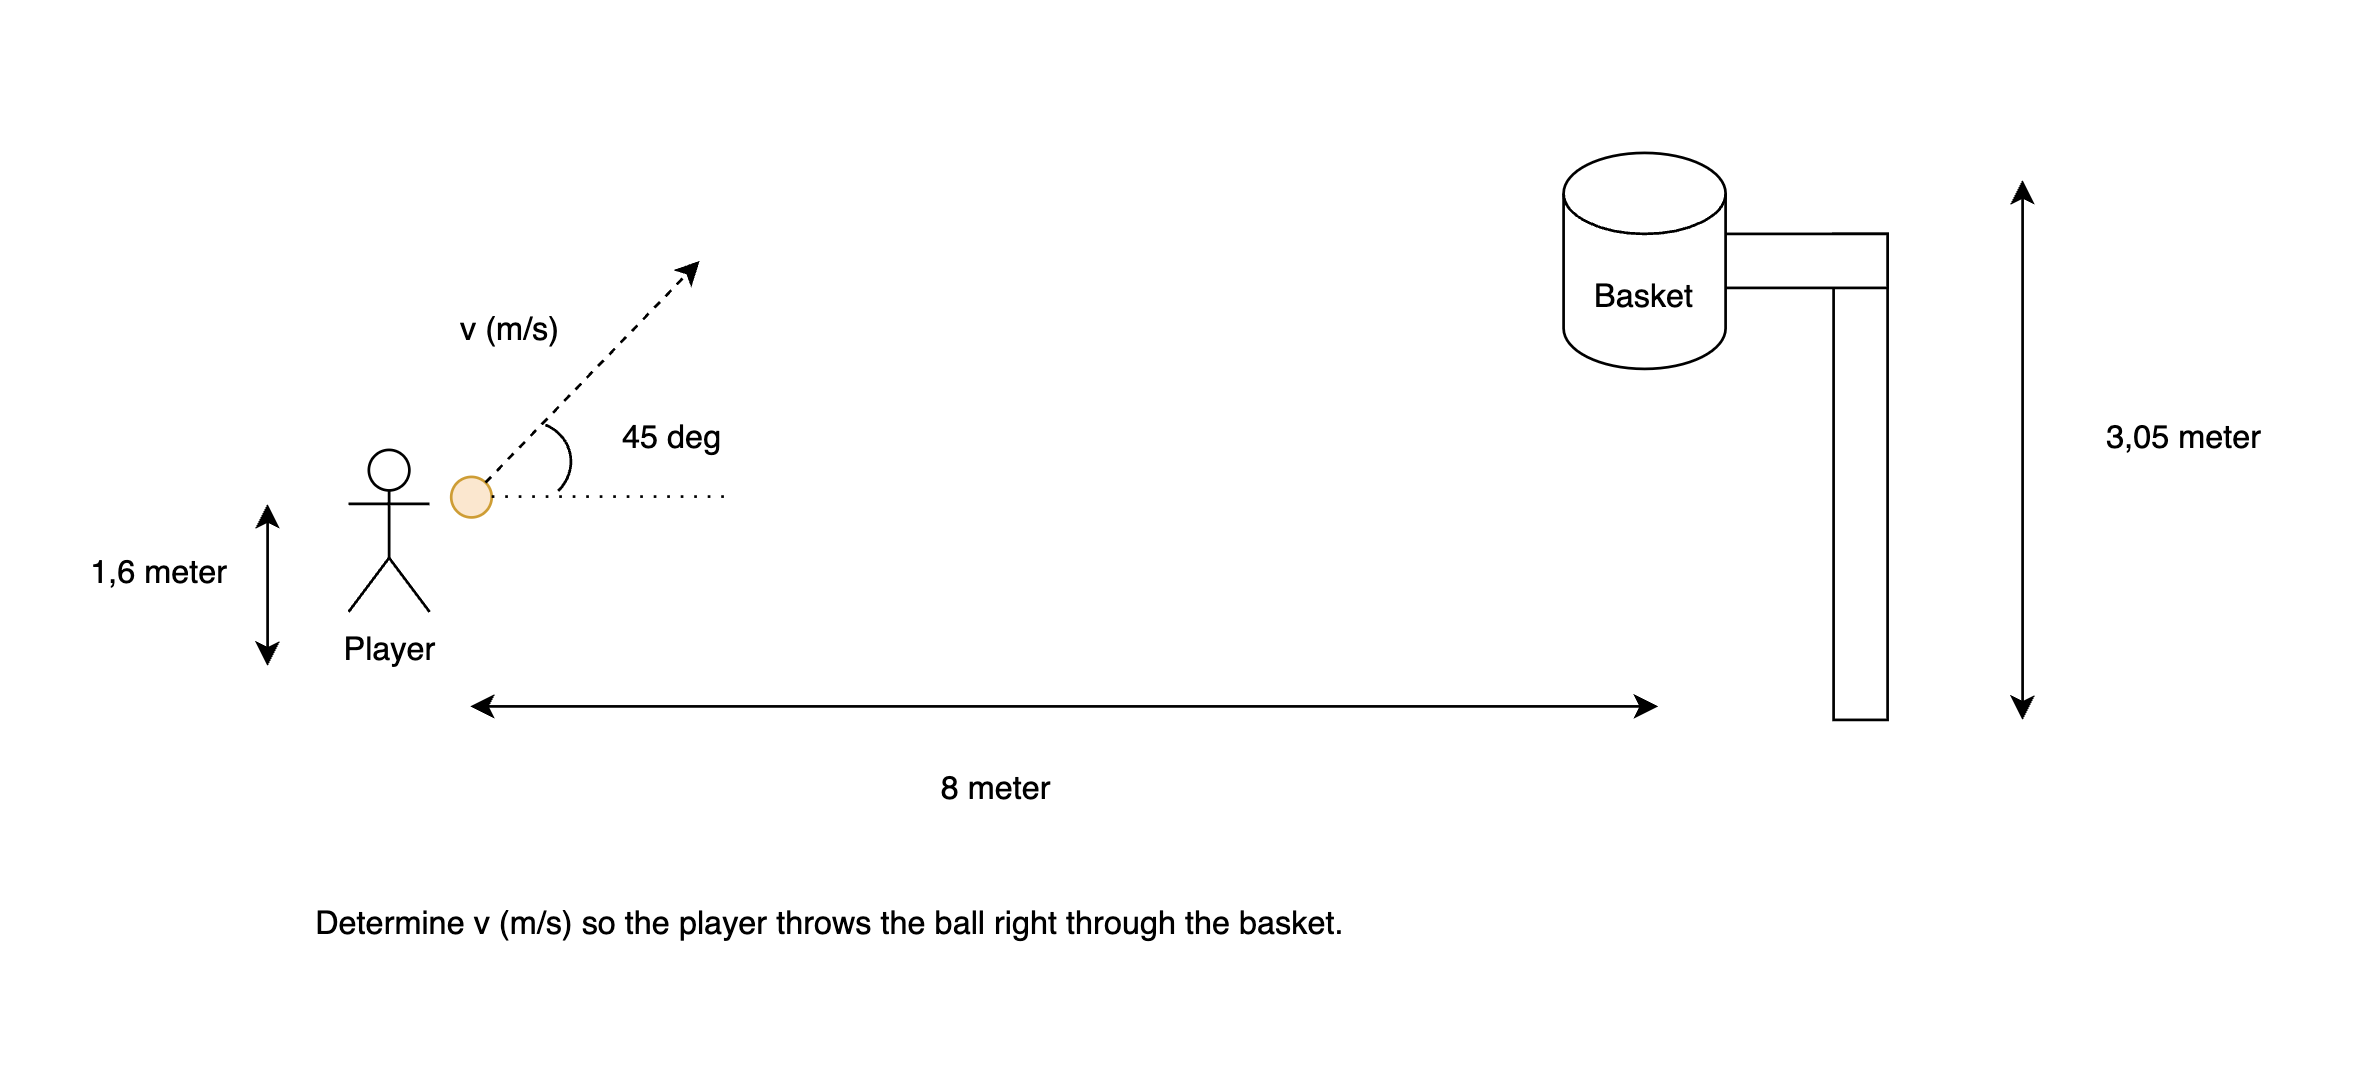 Basket
v (m/s)
45 deg
3,05 meter
1,6 meter
Player
8 meter
Determine v (m/s) so the player throws the ball right through the basket.